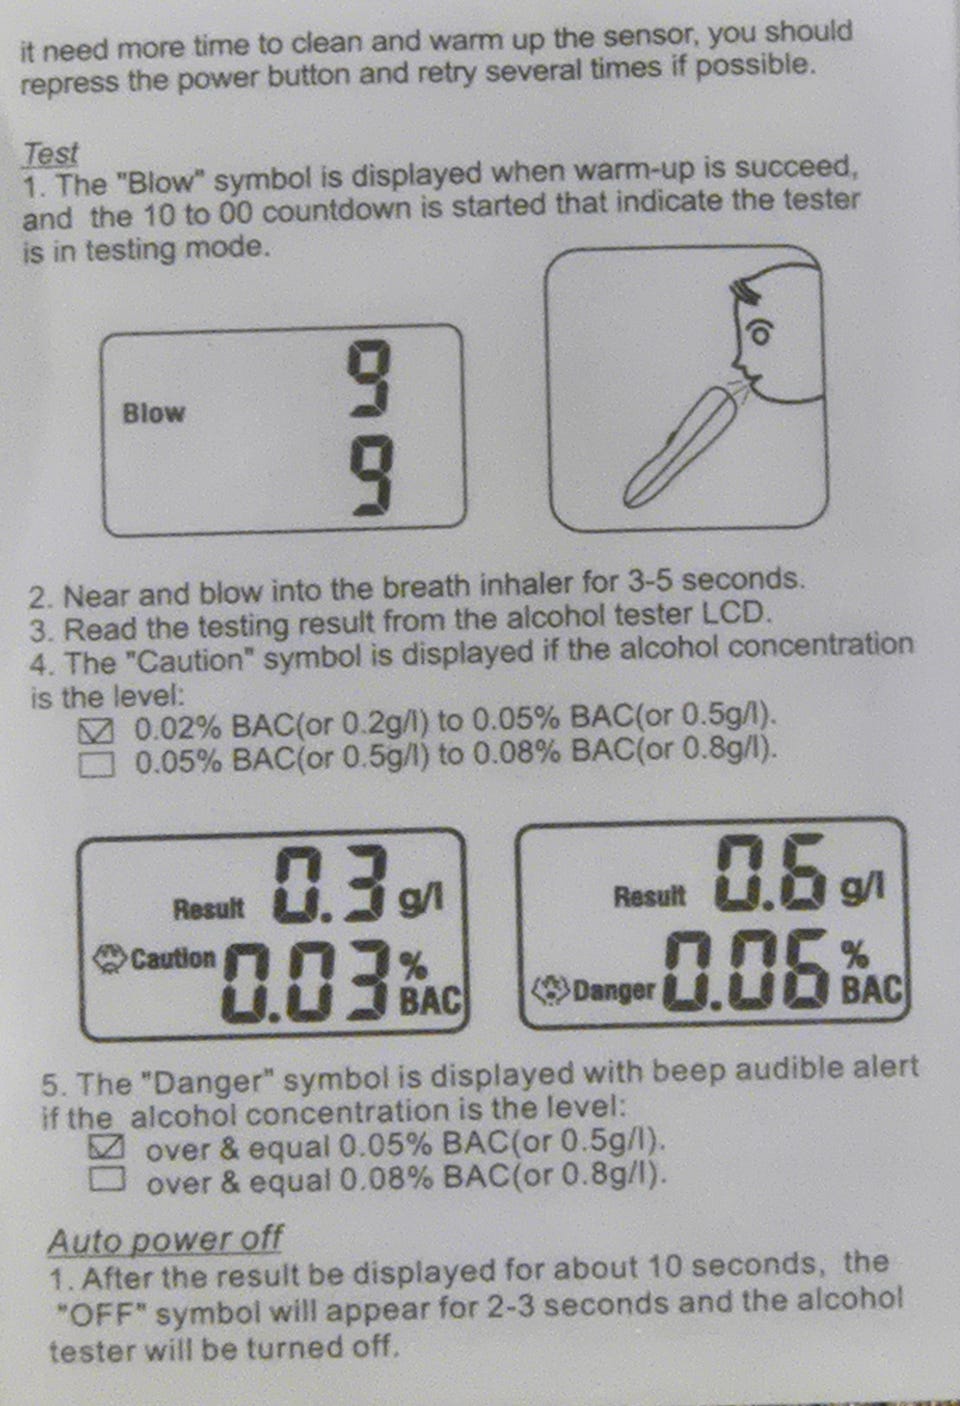 it need more time to clean and warm up the sensor, you should
repress the power button and retry several times if possible.
Test
1. The "Blow" symbol is displayed when warm-up is succeed,
and the 10 to 00 countdown is started that indicate the tester
is in testing mode.
Blow
9
9
2. Near and blow into the breath inhaler for 3-5 seconds.
3. Read the testing result from the alcohol tester LCD.
4. The "Caution" symbol is displayed if the alcohol concentration
is the level:
☑ 0.02% BAC(or 0.2g/l) to 0.05% BAC(or 0.5g/l).
☐ 0.05% BAC(or 0.5g/l) to 0.08% BAC(or 0.8g/l).
Result 0.3 g/l
Caution 0.03 % BAC
Result 0.6 g/l
Danger 0.06 % BAC
5. The "Danger" symbol is displayed with beep audible alert
if the alcohol concentration is the level:
☑ over & equal 0.05% BAC(or 0.5g/l).
☐ over & equal 0.08% BAC(or 0.8g/l).
Auto power off
1. After the result be displayed for about 10 seconds, the
"OFF" symbol will appear for 2-3 seconds and the alcohol
tester will be turned off.